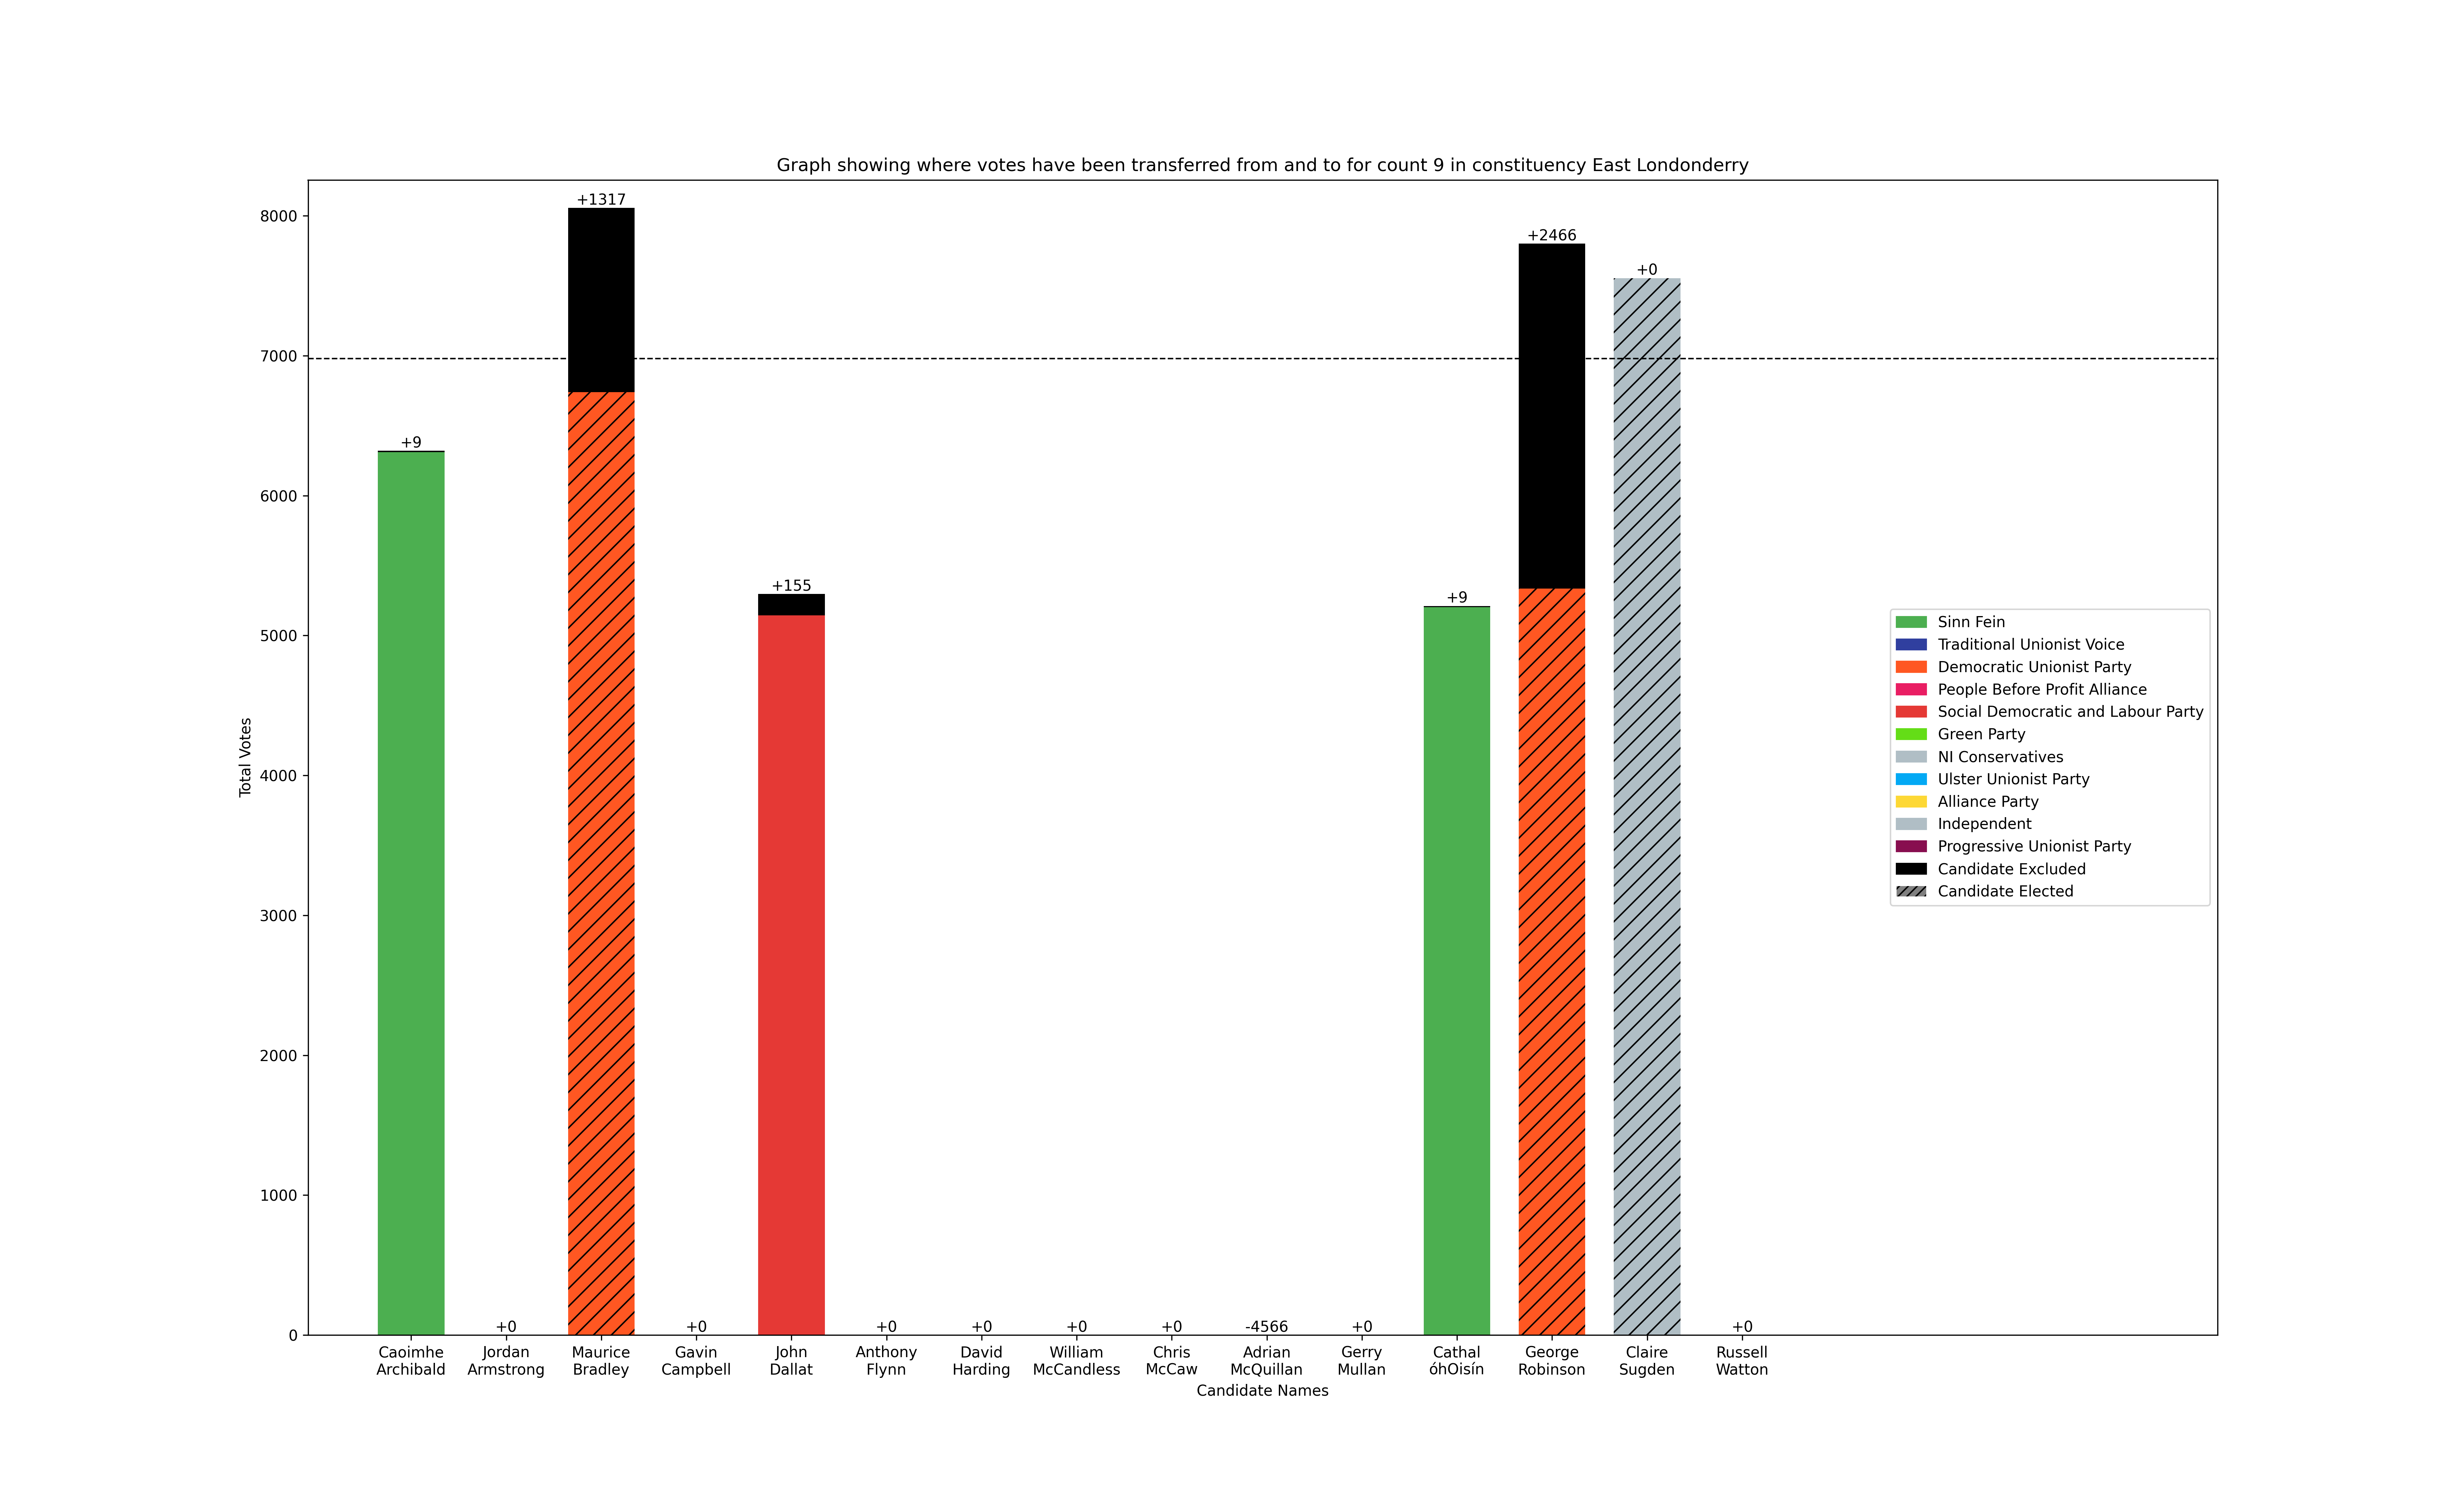 Graph showing where votes have been transferred from and to for count 9 in constituency East Londonderry
Total Votes
8000
7000
6000
5000
4000
3000
2000
1000
0
+9
+0
+1317
+0
+155
+0
+0
+0
+0
-4566
+0
+9
+2466
+0
+0
Caoimhe
Archibald
Jordan
Armstrong
Maurice
Bradley
Gavin
Campbell
John
Dallat
Anthony
Flynn
David
Harding
William
McCandless
Chris
McCaw
Adrian
McQuillan
Gerry
Mullan
Cathal
óhOisín
George
Robinson
Claire
Sugden
Russell
Watton
Candidate Names
Sinn Fein
Traditional Unionist Voice
Democratic Unionist Party
People Before Profit Alliance
Social Democratic and Labour Party
Green Party
NI Conservatives
Ulster Unionist Party
Alliance Party
Independent
Progressive Unionist Party
Candidate Excluded
Candidate Elected